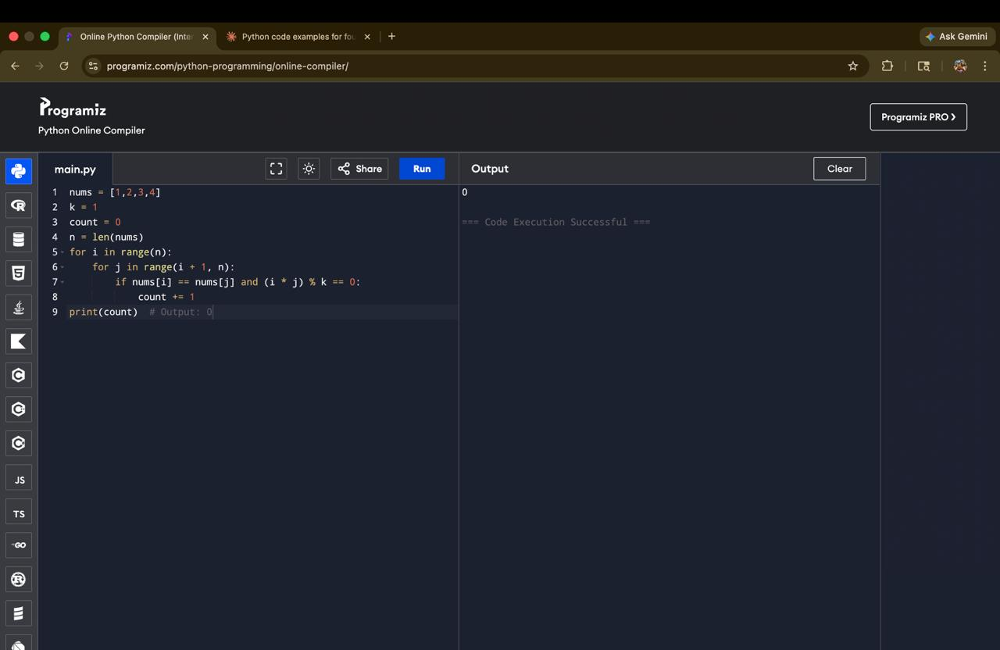 Online Python Compiler (Inter
Python code examples for fou
Ask Gemini
programiz.com/python-programming/online-compiler/
Programiz
Python Online Compiler
Programiz PRO ❯
main.py
Share
Run
Output
Clear
1 nums = [1,2,3,4]
2 k = 1
3 count = 0
4 n = len(nums)
5 for i in range(n):
6     for j in range(i + 1, n):
7         if nums[i] == nums[j] and (i * j) % k == 0:
8             count += 1
9 print(count)  # Output: 0
0
=== Code Execution Successful ===
R
5
C
C
C
JS
TS
GO
R